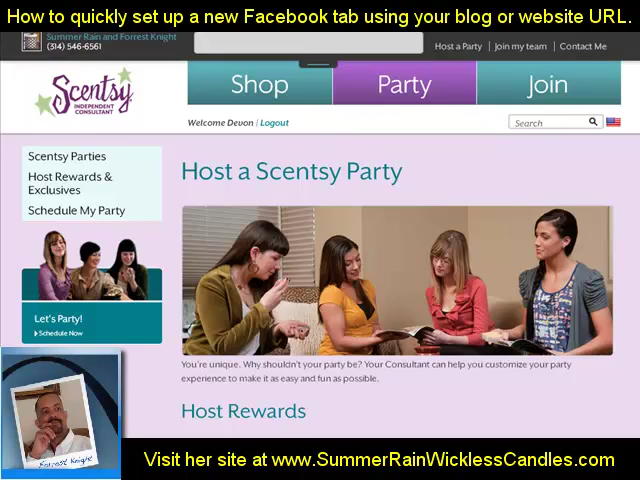 How to quickly set up a new Facebook tab using your blog or website URL.
Summer Rain and Forrest Knight
(314) 546-6561
Host a Party | Join my team | Contact Me
Scentsy
INDEPENDENT
CONSULTANT
Shop
Party
Join
Welcome Devon | Logout
Search
Scentsy Parties
Host Rewards &
Exclusives
Schedule My Party
Host a Scentsy Party
Let's Party!
Schedule Now
You're unique. Why shouldn't your party be? Your Consultant can help you customize your party
experience to make it as easy and fun as possible.
Host Rewards
Forrest Knight
Visit her site at www.SummerRainWicklessCandles.com